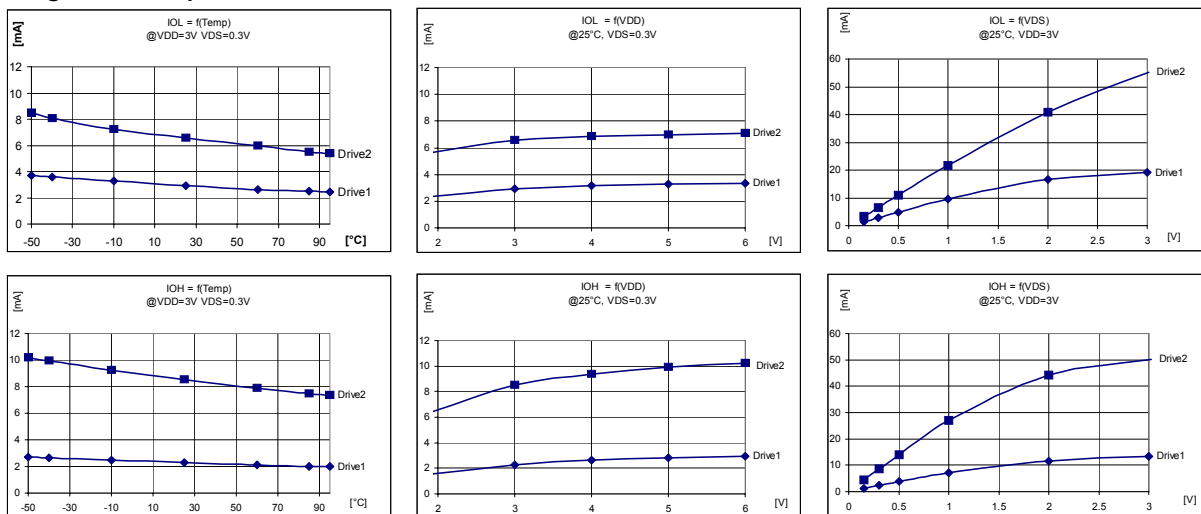 IOL = f(Temp)
@VDD=3V VDS=0.3V
[mA]
12
10
8
6
4
2
0
-50 -30 -10 10 30 50 70 90 [°C]
Drive2
Drive1
IOL = f(VDD)
@25°C, VDS=0.3V
[mA]
12
10
8
6
4
2
0
2 3 4 5 6 [V]
Drive2
Drive1
IOL = f(VDS)
@25°C, VDD=3V
[mA]
60
50
40
30
20
10
0
0 0.5 1 1.5 2 2.5 3 [V]
Drive2
Drive1
IOH = f(Temp)
@VDD=3V VDS=0.3V
[mA]
12
10
8
6
4
2
0
-50 -30 -10 10 30 50 70 90 [°C]
Drive2
Drive1
IOH = f(VDD)
@25°C, VDS=0.3V
[mA]
12
10
8
6
4
2
0
2 3 4 5 6 [V]
Drive2
Drive1
IOH = f(VDS)
@25°C, VDD=3V
[mA]
60
50
40
30
20
10
0
0 0.5 1 1.5 2 2.5 3 [V]
Drive2
Drive1